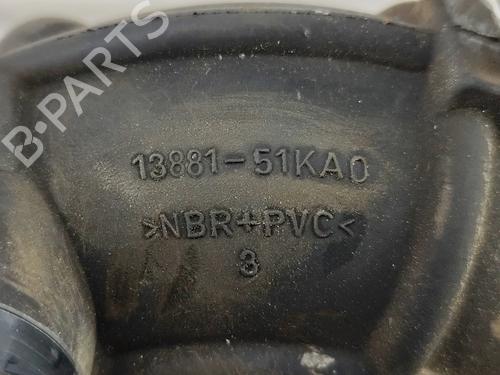 B-PARTS
13881-51KA0
>NBR+PVC<
3